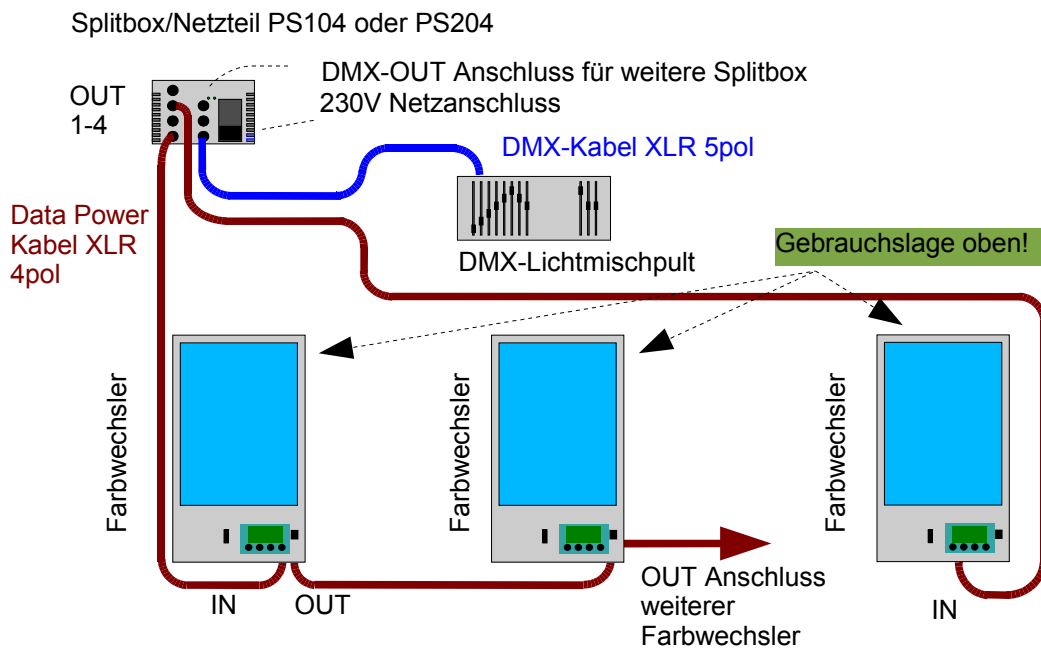 Splitbox/Netzteil PS104 oder PS204
OUT
1-4
DMX-OUT Anschluss für weitere Splitbox
230V Netzanschluss
DMX-Kabel XLR 5pol
Data Power
Kabel XLR
4pol
DMX-Lichtmischpult
Gebrauchslage oben!
Farbwechsler
Farbwechsler
Farbwechsler
IN
OUT
OUT Anschluss
weiterer
Farbwechsler
IN